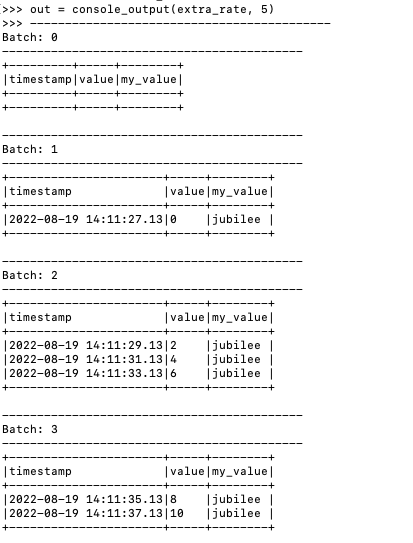 >>> out = console_output(extra_rate, 5)
>>> -------------------------------------------
Batch: 0
-------------------------------------------
+---------+-----+--------+
|timestamp|value|my_value|
+---------+-----+--------+
+---------+-----+--------+
-------------------------------------------
Batch: 1
-------------------------------------------
+----------------------+-----+--------+
|timestamp             |value|my_value|
+----------------------+-----+--------+
|2022-08-19 14:11:27.13|0    |jubilee |
+----------------------+-----+--------+
-------------------------------------------
Batch: 2
-------------------------------------------
+----------------------+-----+--------+
|timestamp             |value|my_value|
+----------------------+-----+--------+
|2022-08-19 14:11:29.13|2    |jubilee |
|2022-08-19 14:11:31.13|4    |jubilee |
|2022-08-19 14:11:33.13|6    |jubilee |
+----------------------+-----+--------+
-------------------------------------------
Batch: 3
-------------------------------------------
+----------------------+-----+--------+
|timestamp             |value|my_value|
+----------------------+-----+--------+
|2022-08-19 14:11:35.13|8    |jubilee |
|2022-08-19 14:11:37.13|10   |jubilee |
+----------------------+-----+--------+